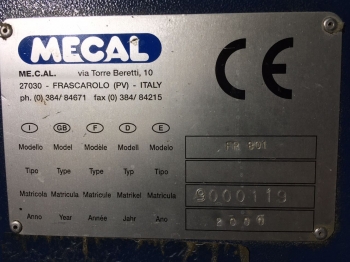 MECAL
ME.C.AL. via Torre Beretti, 10
27030 - FRASCAROLO (PV) - ITALY
ph. (0) 384/ 84671 fax (0) 384/ 84215
CE
I GB F D E
Modello Model Modèle Modell Modelo
Tipo Type Type Typ Tipo
Matricola Matricula Matricule Matrikel Matricula
Anno Year Année Jahr Ano